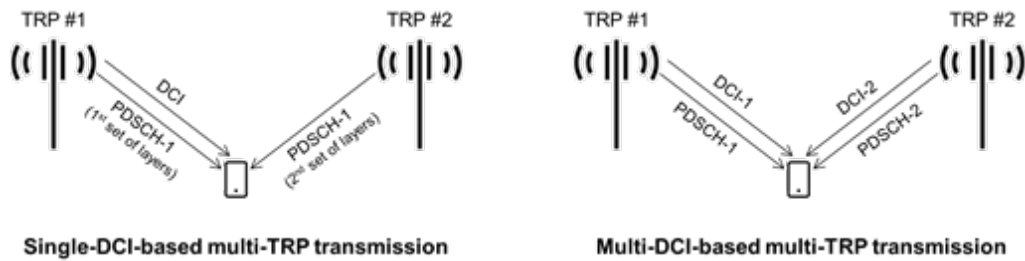 TRP #1
TRP #2
DCI
PDSCH-1
(1st set of layers)
PDSCH-1
(2nd set of layers)
Single-DCI-based multi-TRP transmission
TRP #1
TRP #2
DCI-1
PDSCH-1
DCI-2
PDSCH-2
Multi-DCI-based multi-TRP transmission